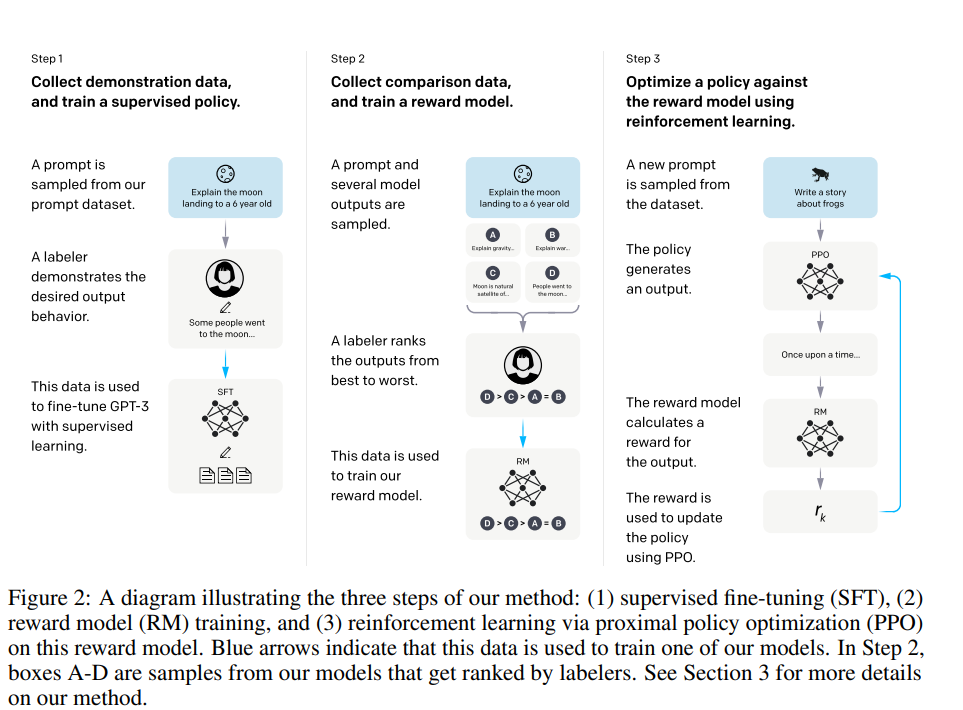 Step 1
Collect demonstration data,
and train a supervised policy.
A prompt is
sampled from our
prompt dataset.
Explain the moon
landing to a 6 year old
A labeler
demonstrates the
desired output
behavior.
Some people went
to the moon...
This data is used
to fine-tune GPT-3
with supervised
learning.
SFT
Step 2
Collect comparison data,
and train a reward model.
A prompt and
several model
outputs are
sampled.
Explain the moon
landing to a 6 year old
A
Explain gravity...
B
Explain war...
C
Moon is natural
satellite of...
D
People went to
the moon...
A labeler ranks
the outputs from
best to worst.
D > C > A = B
This data is used
to train our
reward model.
RM
D > C > A = B
Step 3
Optimize a policy against
the reward model using
reinforcement learning.
A new prompt
is sampled from
the dataset.
Write a story
about frogs
The policy
generates
an output.
PPO
Once upon a time...
The reward model
calculates a
reward for
the output.
RM
The reward is
used to update
the policy
using PPO.
rk
Figure 2: A diagram illustrating the three steps of our method: (1) supervised fine-tuning (SFT), (2)
reward model (RM) training, and (3) reinforcement learning via proximal policy optimization (PPO)
on this reward model. Blue arrows indicate that this data is used to train one of our models. In Step 2,
boxes A-D are samples from our models that get ranked by labelers. See Section 3 for more details
on our method.